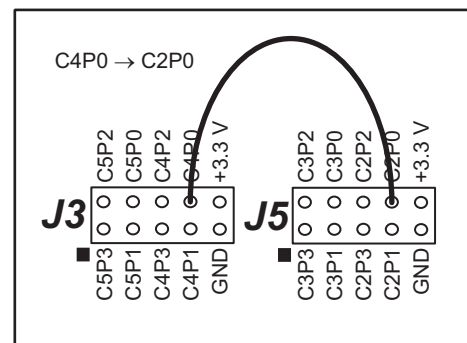 C4P0 → C2P0
C5P2
C5P0
C4P2
C4P0
+3.3 V
C3P2
C3P0
C2P2
C2P0
+3.3 V
J3
J5
C5P3
C5P1
C4P3
C4P1
GND
C3P3
C3P1
C2P3
C2P1
GND